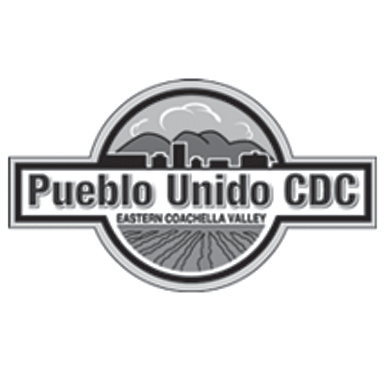 Pueblo Unido CDC
EASTERN COACHELLA VALLEY